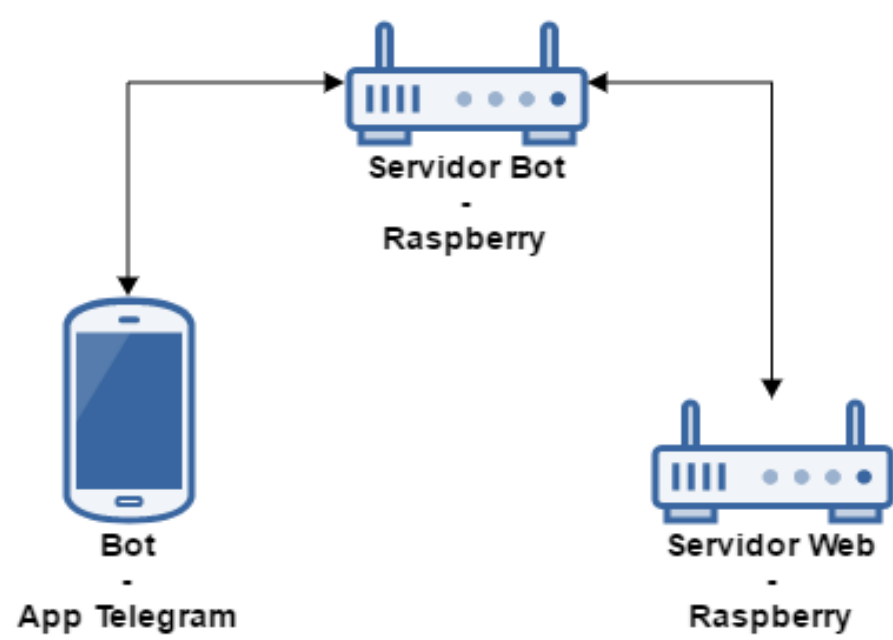 Servidor Bot
-
Raspberry
Bot
-
App Telegram
Servidor Web
-
Raspberry